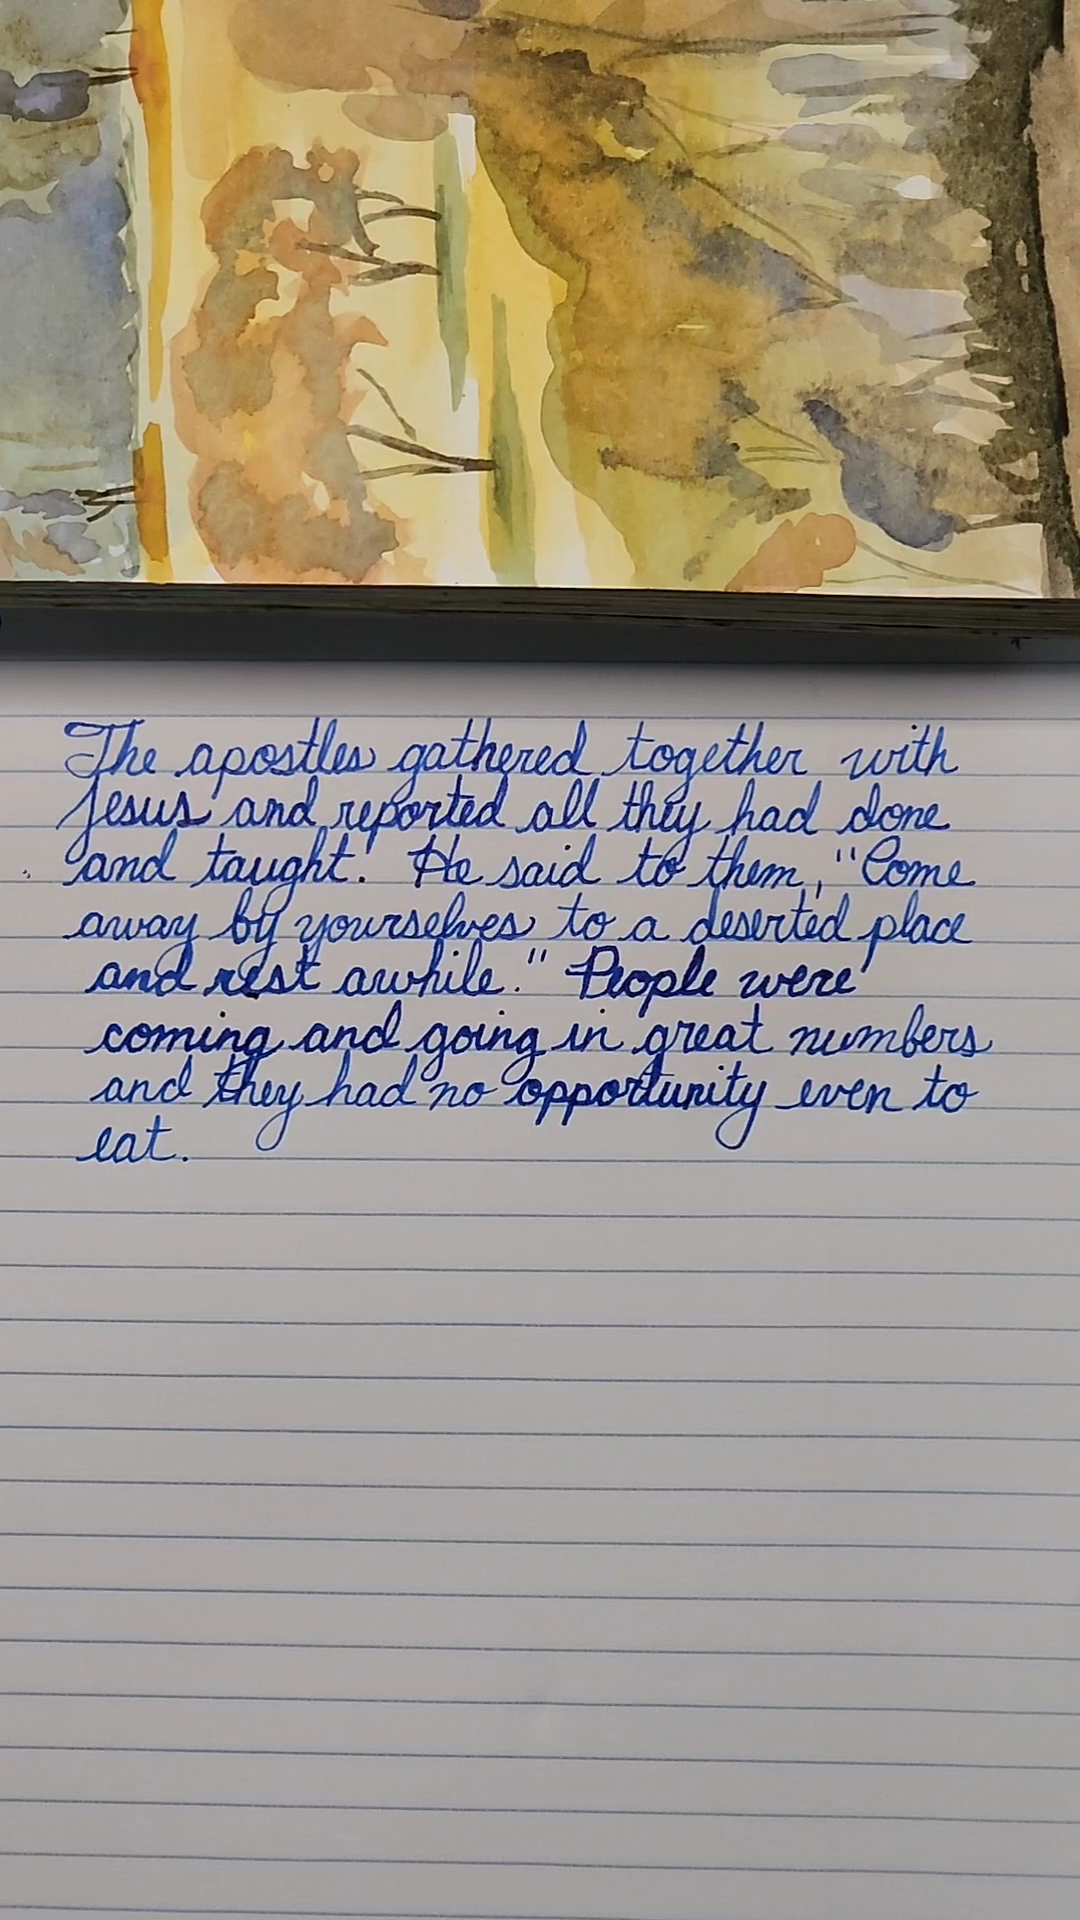 The apostles gathered together with
Jesus and reported all they had done
and taught. He said to them, "Come
away by yourselves to a deserted place
and rest awhile." People were
coming and going in great numbers
and they had no opportunity even to
eat.